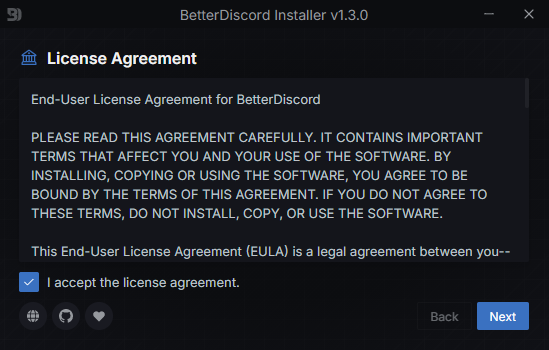 BetterDiscord Installer v1.3.0
License Agreement
End-User License Agreement for BetterDiscord
PLEASE READ THIS AGREEMENT CAREFULLY. IT CONTAINS IMPORTANT
TERMS THAT AFFECT YOU AND YOUR USE OF THE SOFTWARE. BY
INSTALLING, COPYING OR USING THE SOFTWARE, YOU AGREE TO BE
BOUND BY THE TERMS OF THIS AGREEMENT. IF YOU DO NOT AGREE TO
THESE TERMS, DO NOT INSTALL, COPY, OR USE THE SOFTWARE.
This End-User License Agreement (EULA) is a legal agreement between you--
I accept the license agreement.
Back
Next